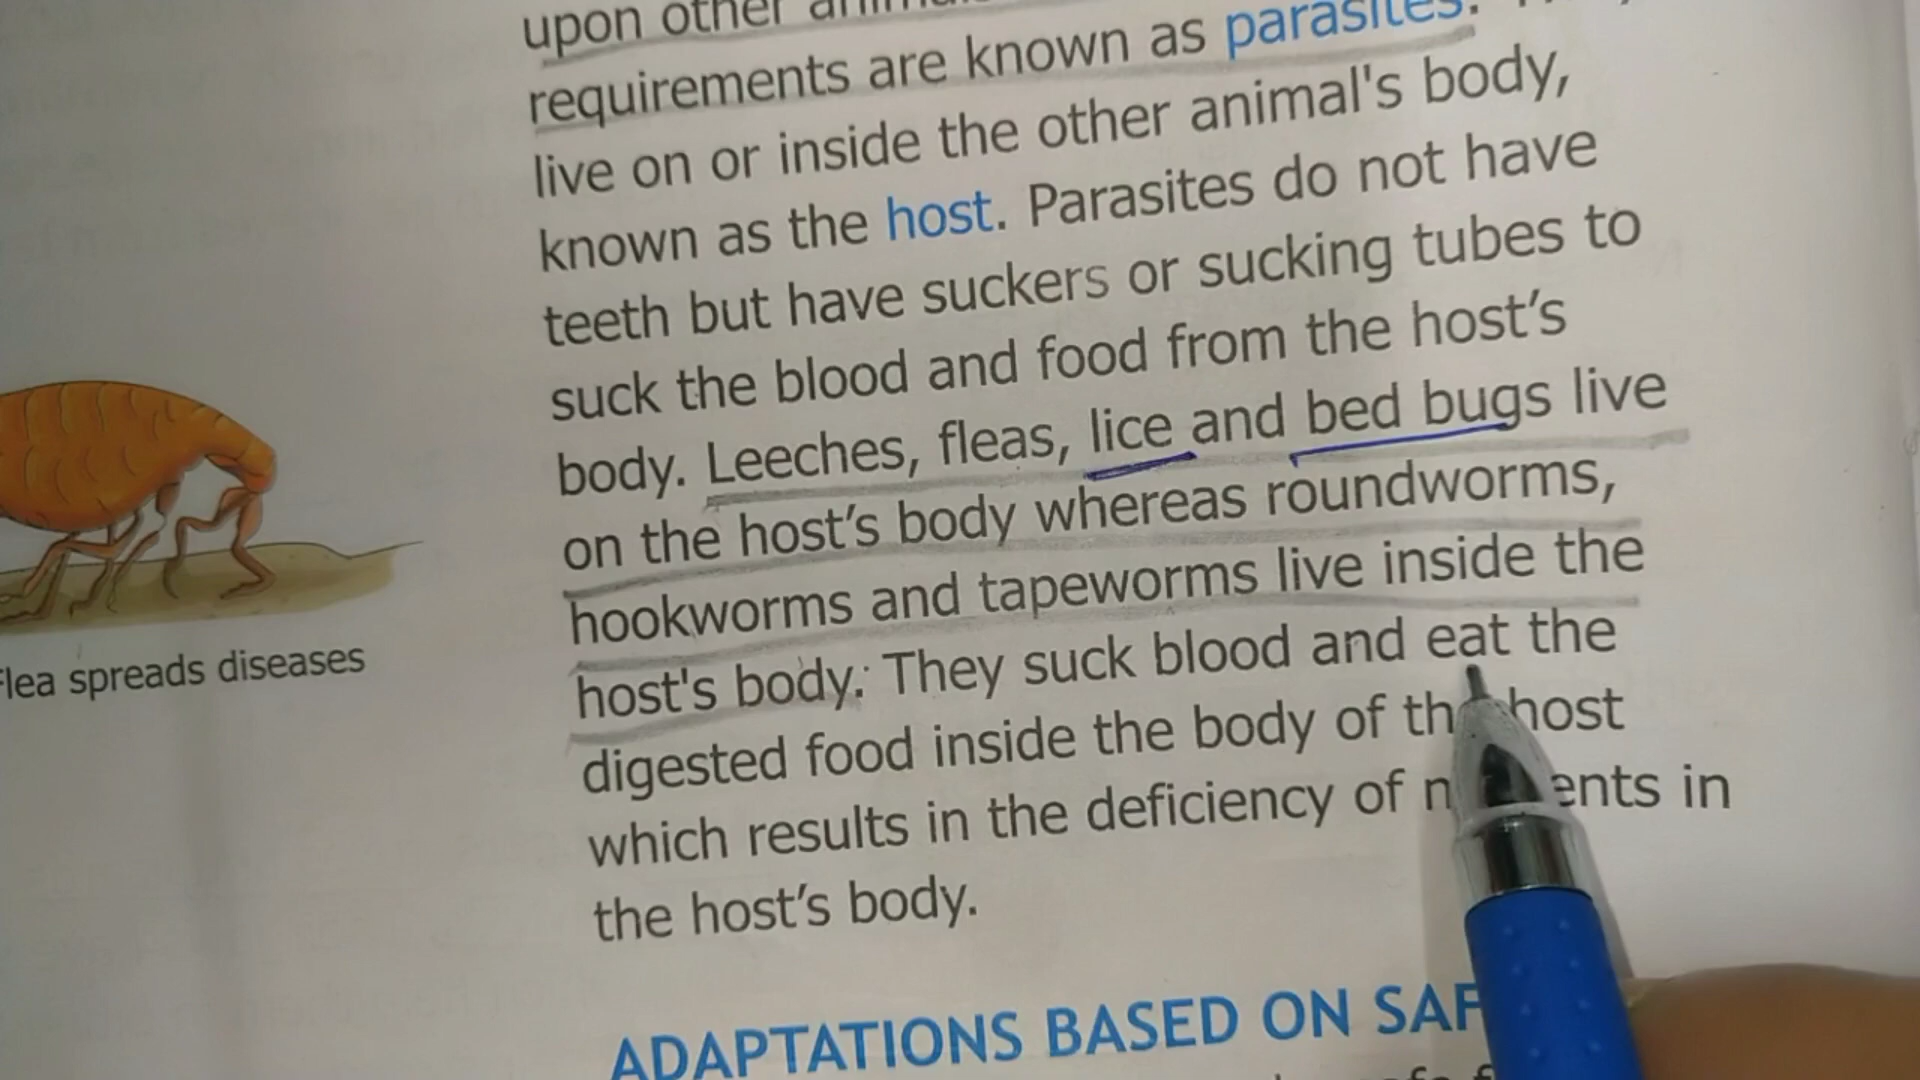 upon other
requirements are known as parasites.
live on or inside the other animal's body,
known as the host. Parasites do not have
teeth but have suckers or sucking tubes to
suck the blood and food from the host's
body. Leeches, fleas, lice and bed bugs live
on the host's body whereas roundworms,
hookworms and tapeworms live inside the
host's body. They suck blood and eat the
digested food inside the body of the host
which results in the deficiency of in
the host's body.
Flea spreads diseases
ADAPTATIONS BASED ON